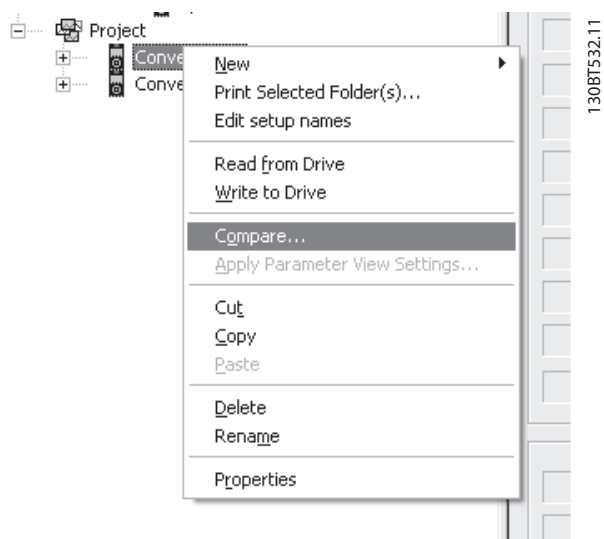 Project
Conve
Conve
New
Print Selected Folder(s)...
Edit setup names
Read from Drive
Write to Drive
Compare...
Apply Parameter View Settings...
Cut
Copy
Paste
Delete
Rename
Properties
130BT532.11